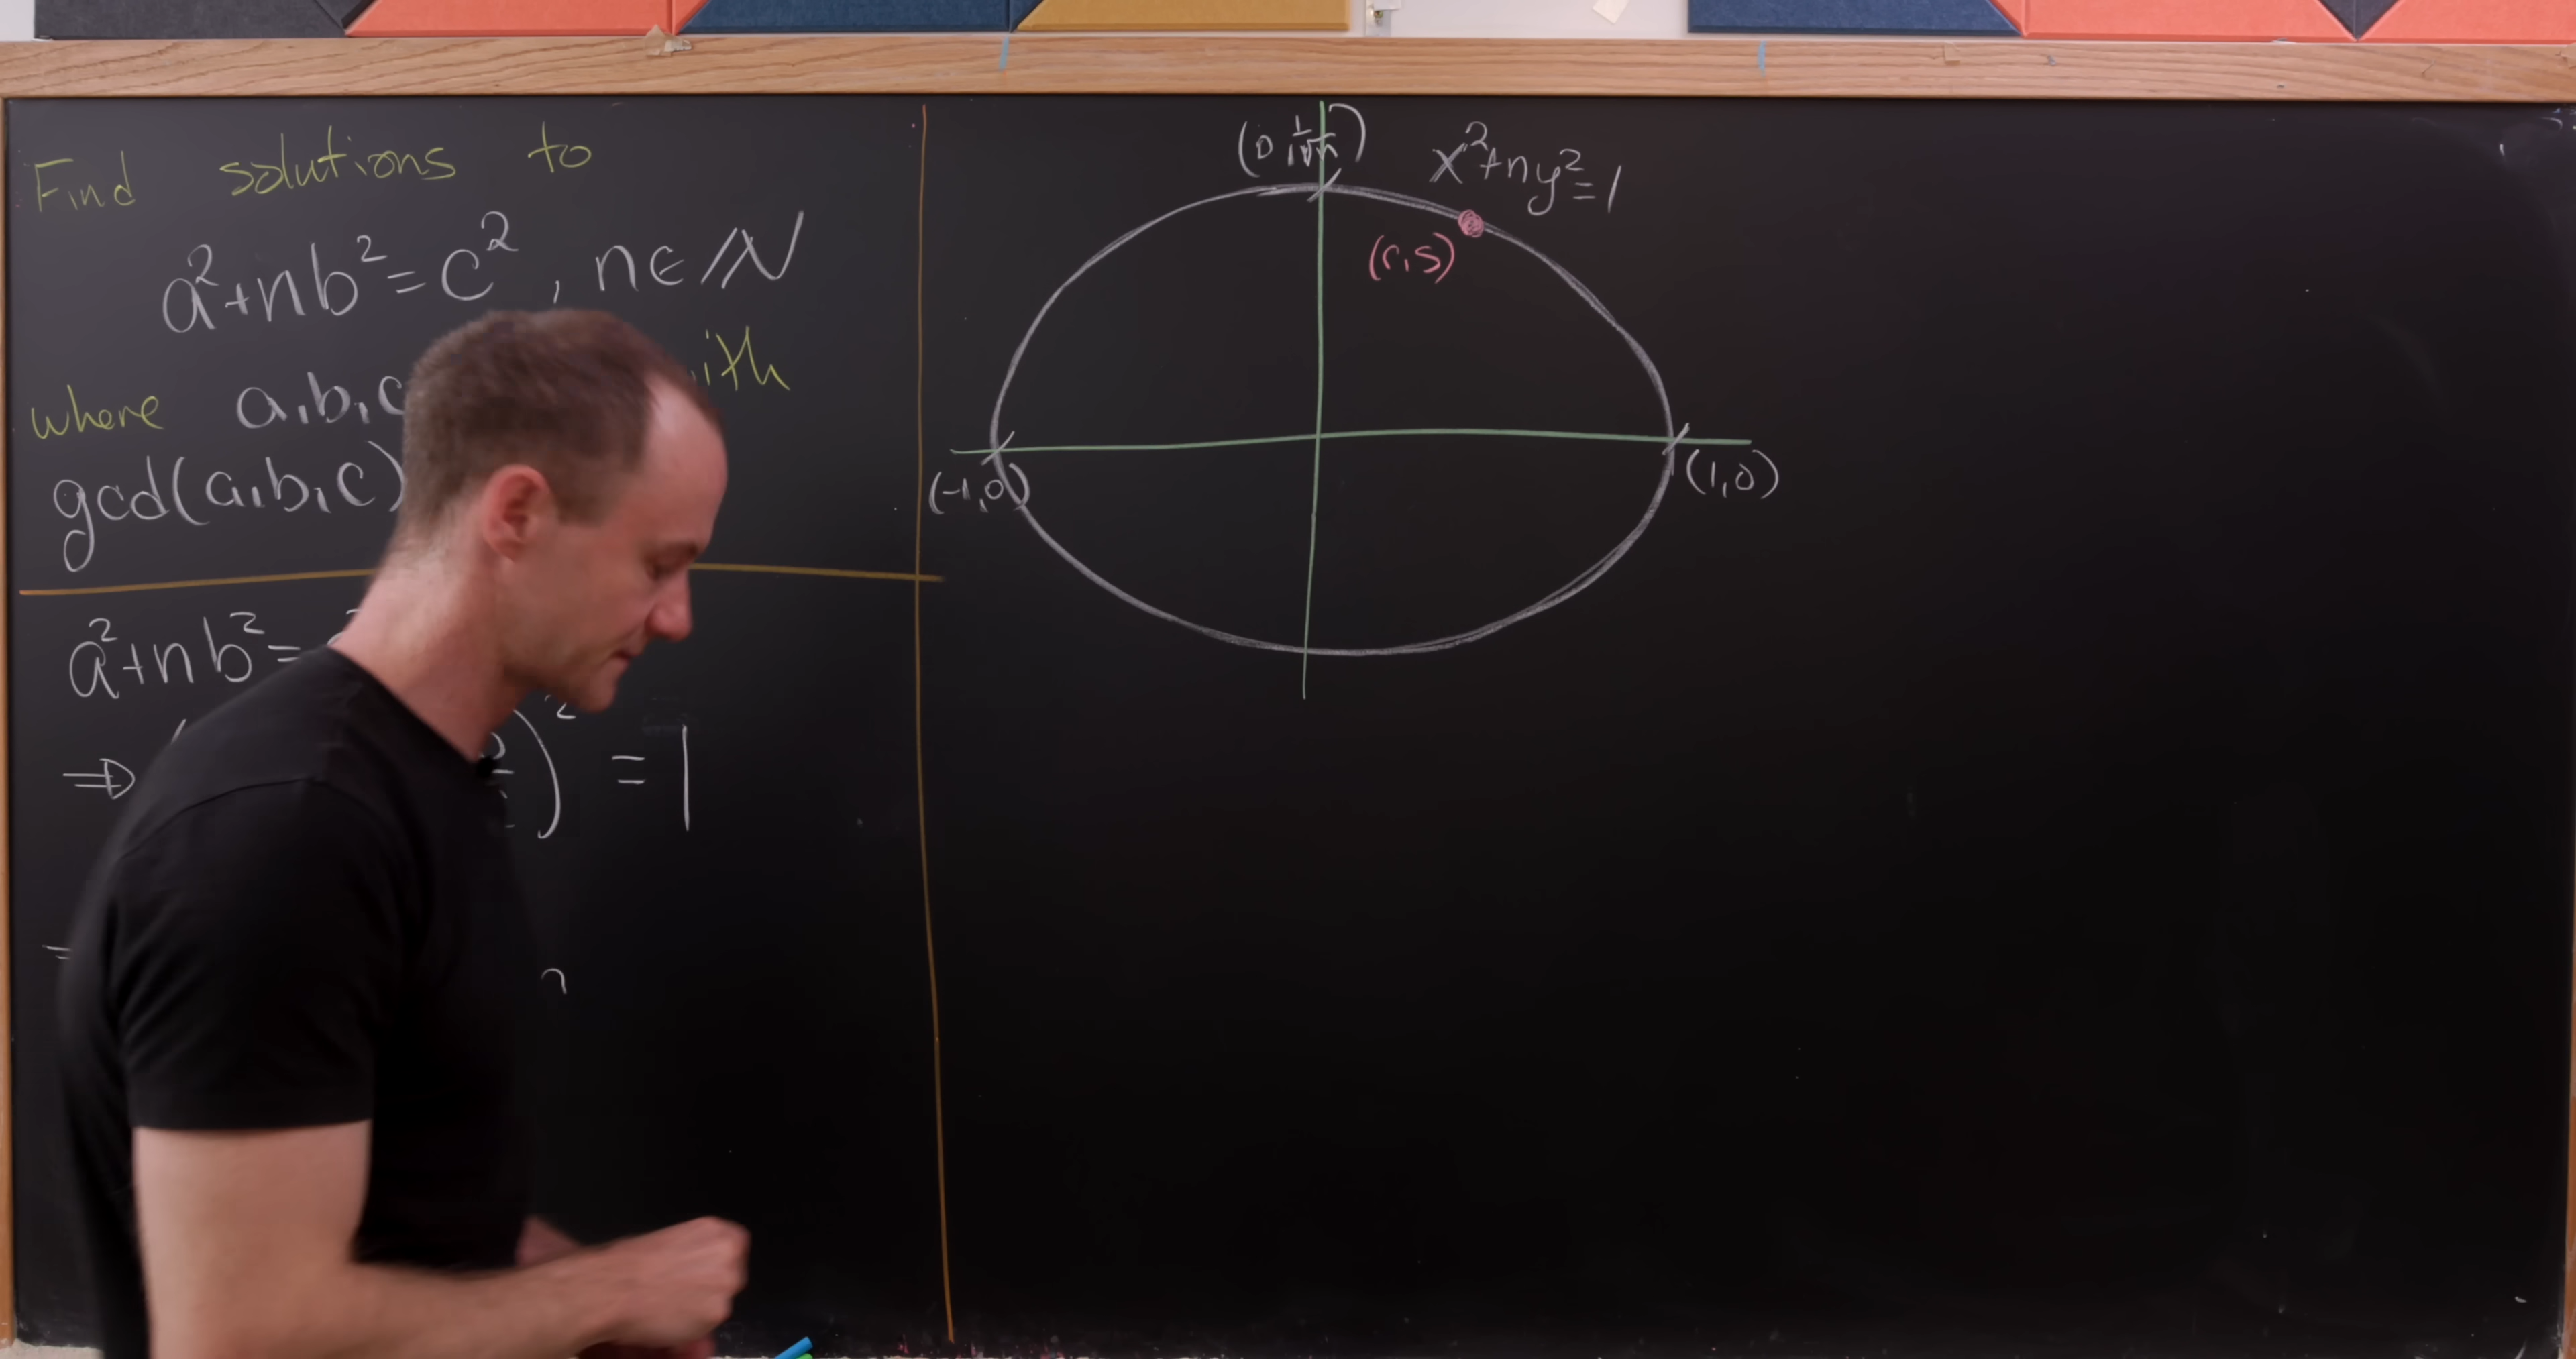 Find solutions to
a²+nb²=c², n∈ℕ
where a,b,c
gcd(a,b,c)
a²+nb²=
⇒ )² =1
(0, 1/√n)
x²+ny²=1
(r,s)
(-1,0)
(1,0)